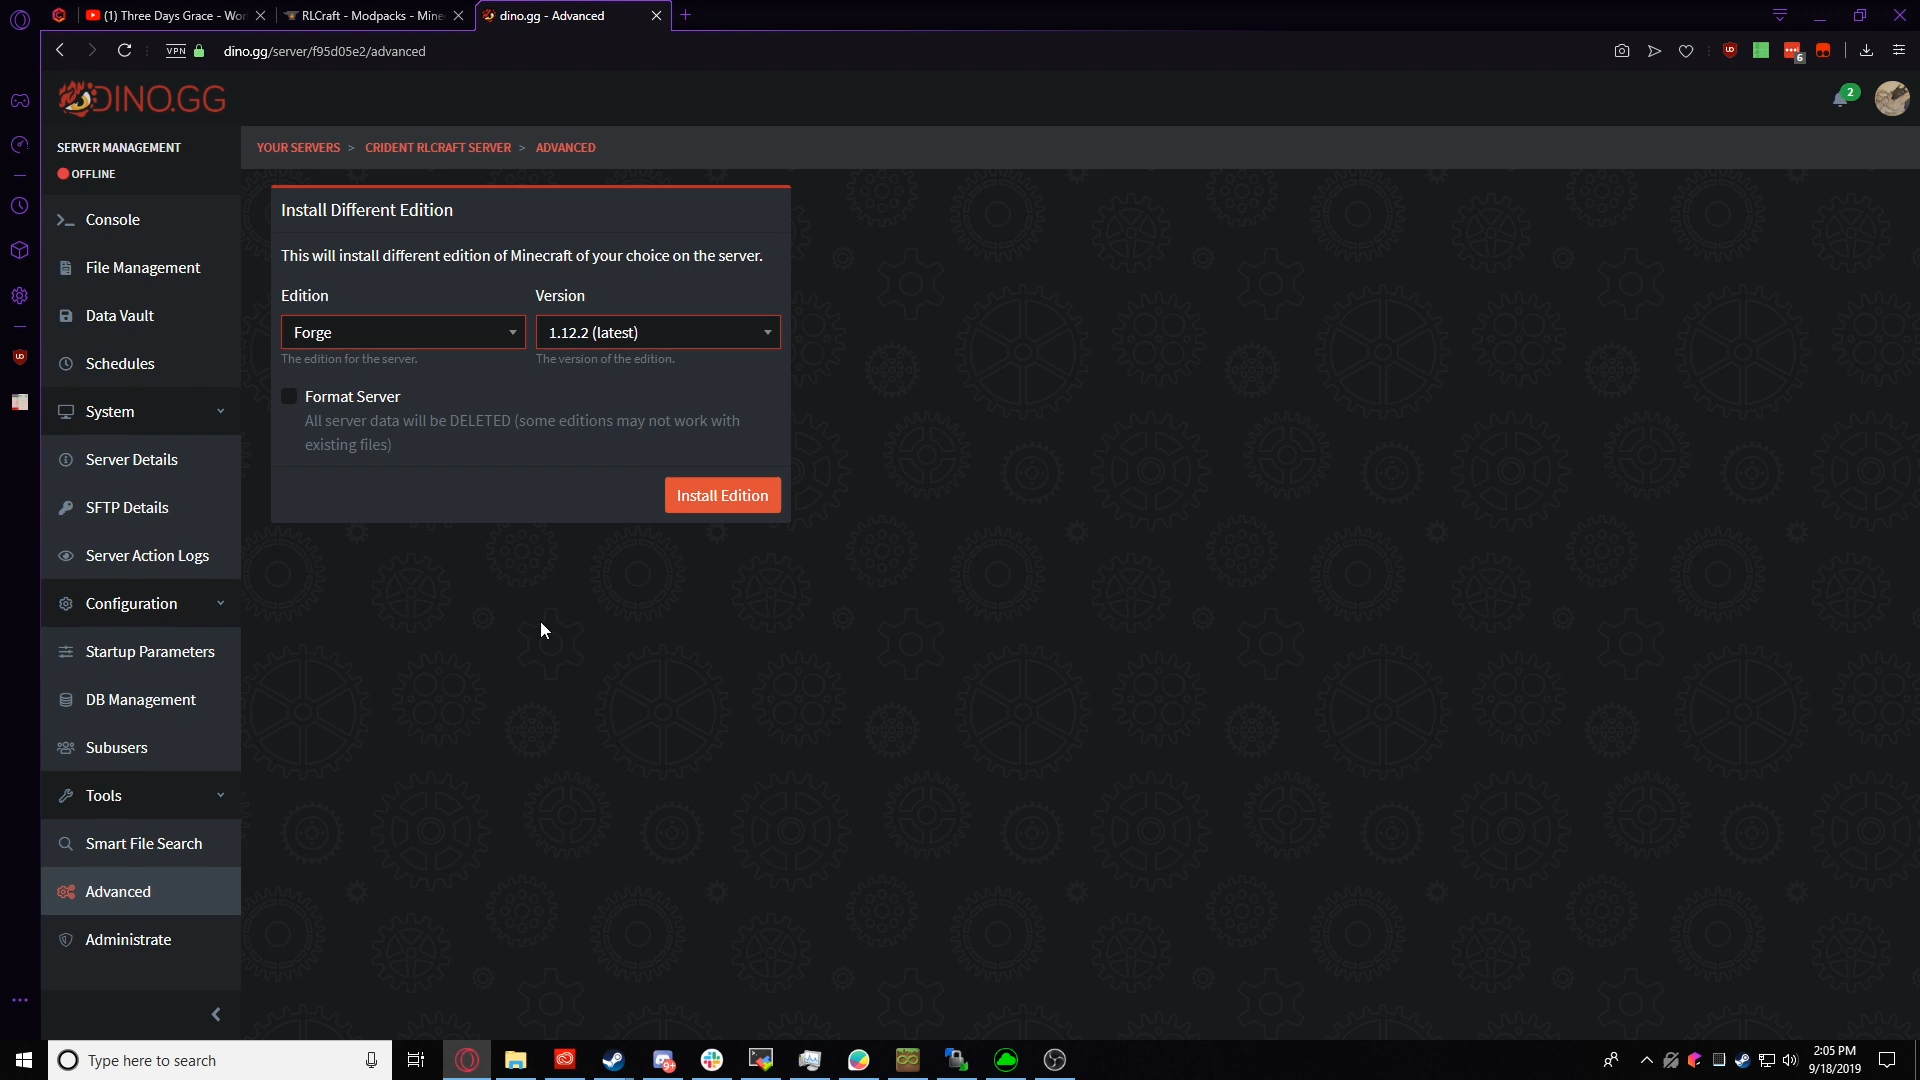 (1) Three Days Grace - Wor
RLCraft - Modpacks - Mine
dino.gg - Advanced
VPN
dino.gg/server/f95d05e2/advanced
6
DINO.GG
2
SERVER MANAGEMENT
OFFLINE
YOUR SERVERS > CRIDENT RLCRAFT SERVER > ADVANCED
Console
File Management
Data Vault
Schedules
System
Server Details
SFTP Details
Server Action Logs
Configuration
Startup Parameters
DB Management
Subusers
Tools
Smart File Search
Advanced
Administrate
Install Different Edition
This will install different edition of Minecraft of your choice on the server.
Edition
Version
Forge
1.12.2 (latest)
The edition for the server.
The version of the edition.
Format Server
All server data will be DELETED (some editions may not work with
existing files)
Install Edition
Type here to search
9+
2:05 PM
9/18/2019